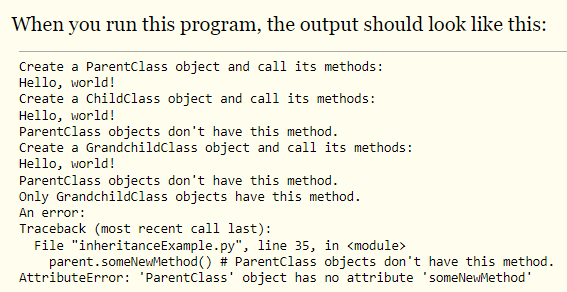 When you run this program, the output should look like this:
Create a ParentClass object and call its methods:
Hello, world!
Create a ChildClass object and call its methods:
Hello, world!
ParentClass objects don't have this method.
Create a GrandchildClass object and call its methods:
Hello, world!
ParentClass objects don't have this method.
Only GrandchildClass objects have this method.
An error:
Traceback (most recent call last):
  File "inheritanceExample.py", line 35, in <module>
    parent.someNewMethod() # ParentClass objects don't have this method.
AttributeError: 'ParentClass' object has no attribute 'someNewMethod'